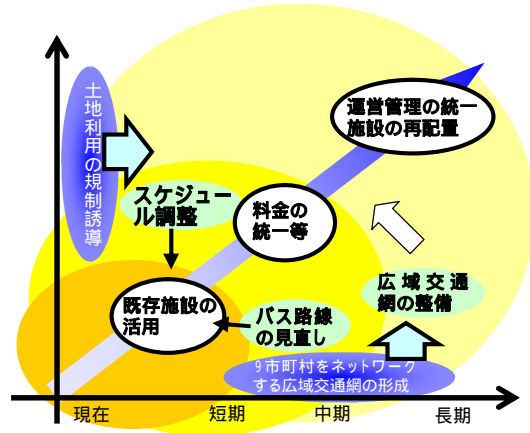 土地利用の規制誘導
運営管理の統一
施設の再配置
スケジュー
ル調整
料金の
統一等
広域交通
網の整備
既存施設の
活用
バス路線
の見直し
9市町村をネットワーク
する広域交通網の形成
現在
短期
中期
長期